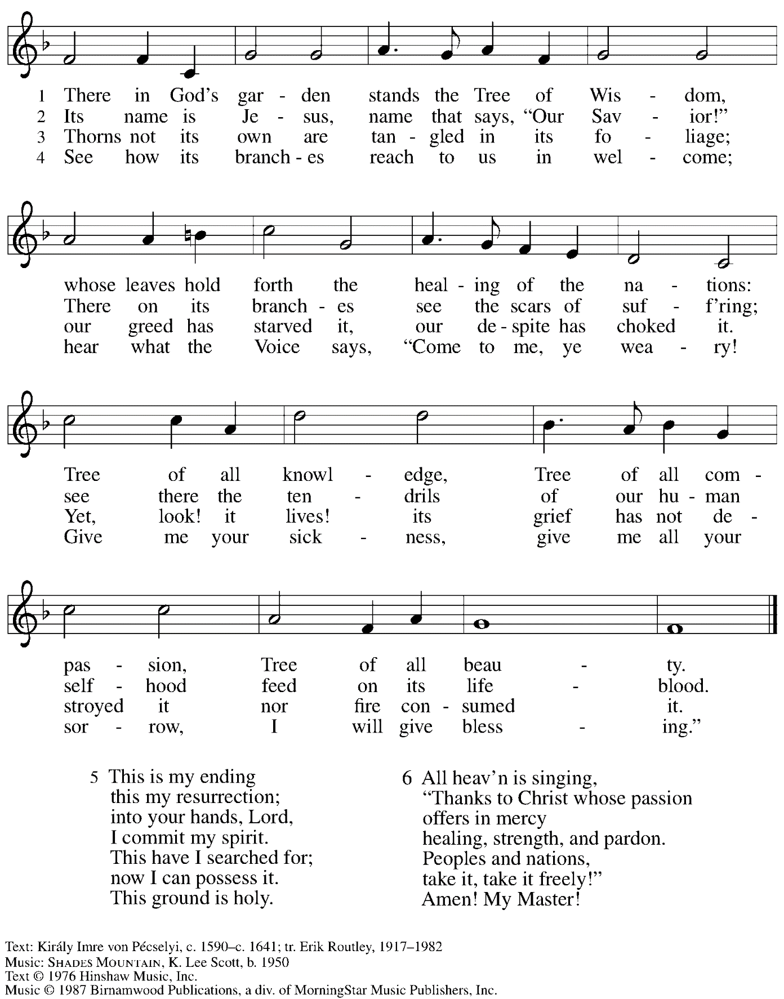 1 There in God's gar - den stands the Tree of Wis - dom,
2 Its name is Je - sus, name that says, “Our Sav - ior!”
3 Thorns not its own are tan - gled in its fo - liage;
4 See how its branch - es reach to us in wel - come;
whose leaves hold forth the heal - ing of the na - tions:
There on its branch - es see the scars of suf - f'ring;
our greed has starved it, our de - spite has choked it.
hear what the Voice says, “Come to me, ye wea - ry!
Tree of all knowl - edge, Tree of all com -
see there the ten - drils of our hu - man
Yet, look! it lives! its grief has not de -
Give me your sick - ness, give me all your
pas - sion, Tree of all beau - ty.
self - hood feed on its life - blood.
stroyed it nor fire con - sumed it.
sor - row, I will give bless - ing.”
5 This is my ending
this my resurrection;
into your hands, Lord,
I commit my spirit.
This have I searched for;
now I can possess it.
This ground is holy.
6 All heav'n is singing,
“Thanks to Christ whose passion
offers in mercy
healing, strength, and pardon.
Peoples and nations,
take it, take it freely!”
Amen! My Master!
Text: Király Imre von Pécselyi, c. 1590–c. 1641; tr. Erik Routley, 1917–1982
Music: SHADES MOUNTAIN, K. Lee Scott, b. 1950
Text © 1976 Hinshaw Music, Inc.
Music © 1987 Birnamwood Publications, a div. of MorningStar Music Publishers, Inc.